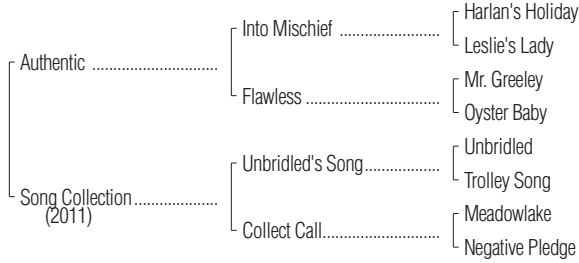 Harlan's Holiday
Into Mischief ......................
Leslie's Lady
Authentic ............................
Mr. Greeley
Flawless ..............................
Oyster Baby
Unbridled
Unbridled's Song.................
Trolley Song
Song Collection...................
(2011)
Meadowlake
Collect Call..........................
Negative Pledge